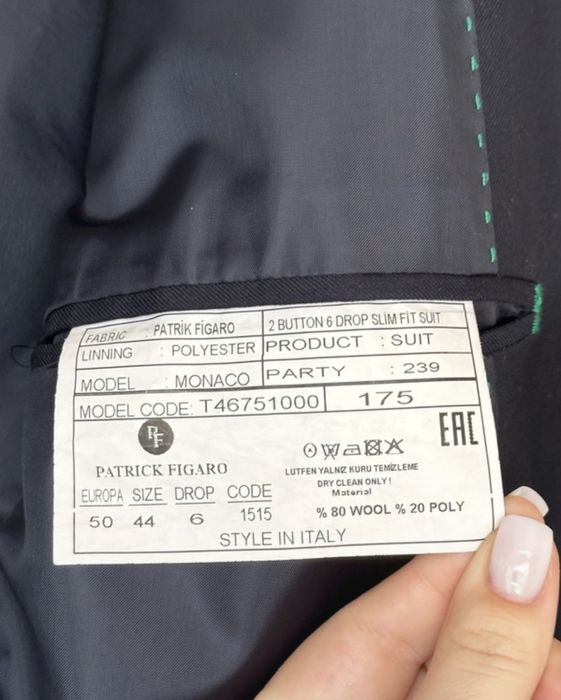 FABRIC : PATRİK FİGARO
2 BUTTON 6 DROP SLIM FİT SUIT
LINNING : POLYESTER
PRODUCT : SUIT
MODEL : MONACO
PARTY : 239
MODEL CODE: T46751000
175
PF
EAC
PATRICK FIGARO
LUTFEN YALNIZ KURU TEMİZLEME
DRY CLEAN ONLY!
Material
EUROPA SIZE DROP CODE
50 44 6 1515
% 80 WOOL % 20 POLY
STYLE IN ITALY